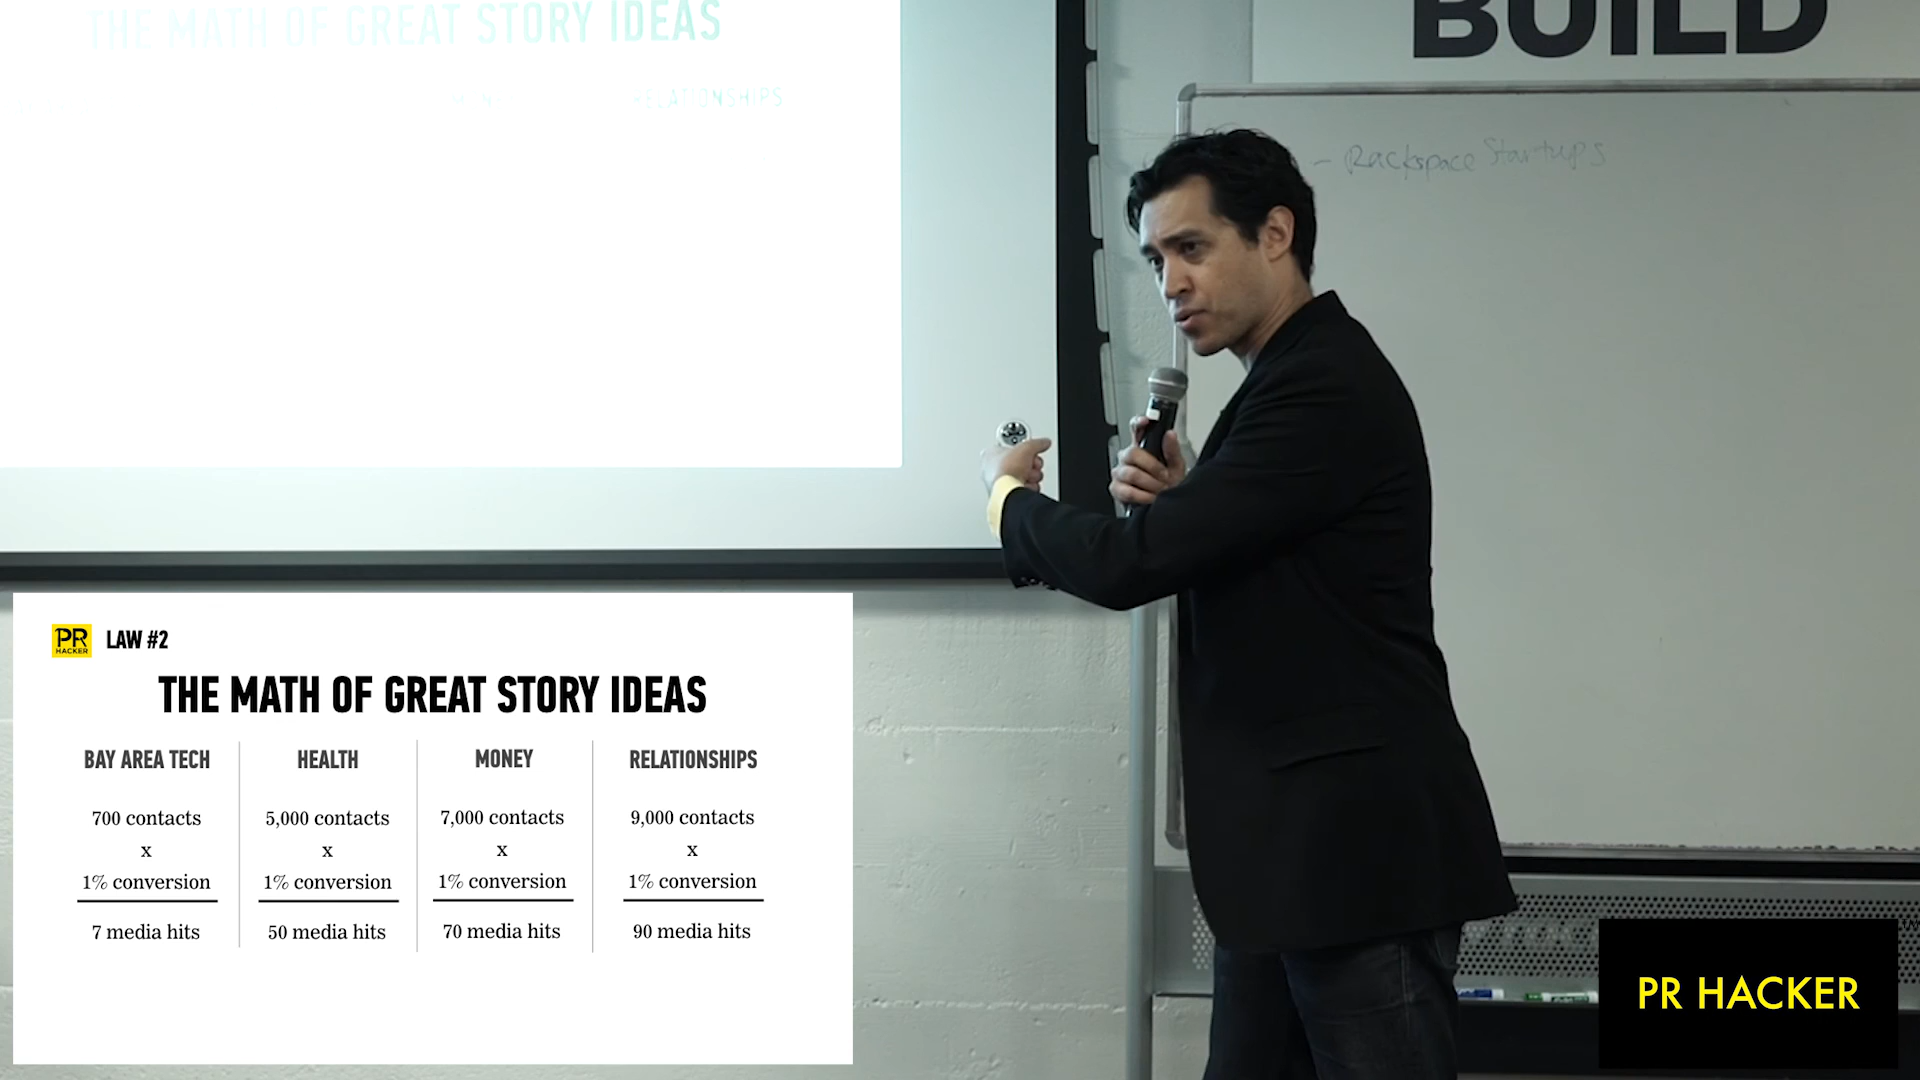 THE MATH OF GREAT STORY IDEAS
RELATIONSHIPS
BUILD
- Rackspace Startups
PR
HACKER
LAW #2
THE MATH OF GREAT STORY IDEAS
BAY AREA TECH
700 contacts
x
1% conversion
7 media hits
HEALTH
5,000 contacts
x
1% conversion
50 media hits
MONEY
7,000 contacts
x
1% conversion
70 media hits
RELATIONSHIPS
9,000 contacts
x
1% conversion
90 media hits
PR HACKER